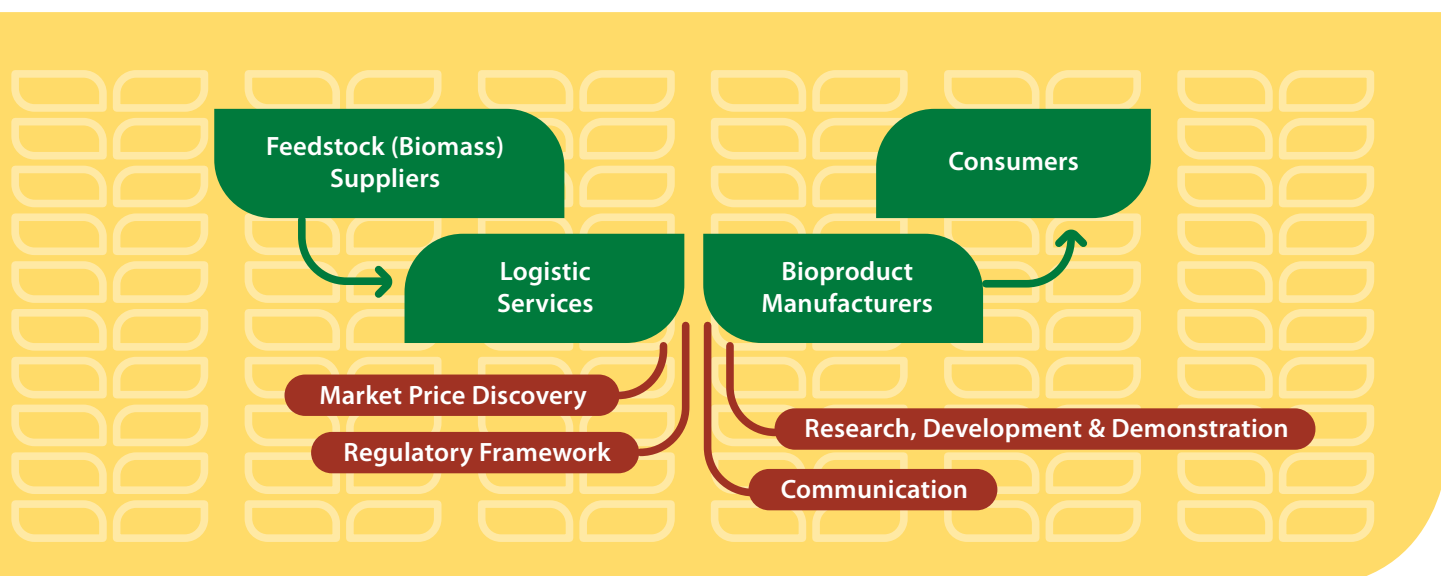 Feedstock (Biomass)
Suppliers
Consumers
Logistic
Services
Bioproduct
Manufacturers
Market Price Discovery
Regulatory Framework
Research, Development & Demonstration
Communication